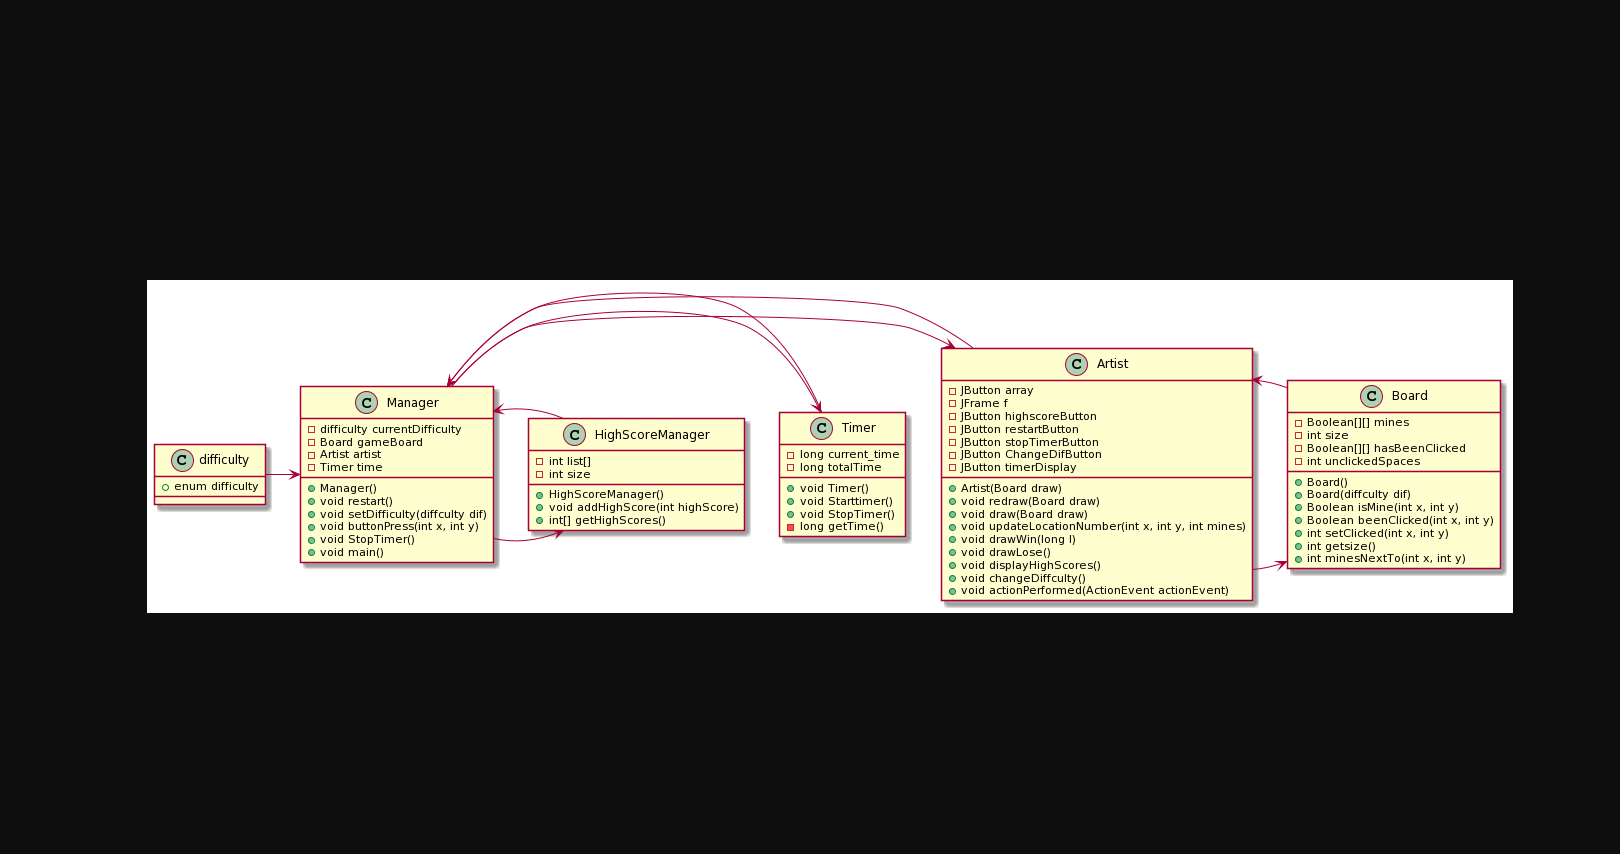 C difficulty
enum difficulty
C Manager
difficulty currentDifficulty
Board gameBoard
Artist artist
Timer time
Manager()
void restart()
void setDifficulty(diffculty dif)
void buttonPress(int x, int y)
void StopTimer()
void main()
C HighScoreManager
int list[]
int size
HighScoreManager()
void addHighScore(int highScore)
int[] getHighScores()
C Timer
long current_time
long totalTime
void Timer()
void Starttimer()
void StopTimer()
long getTime()
C Artist
JButton array
JFrame f
JButton highscoreButton
JButton restartButton
JButton stopTimerButton
JButton ChangeDifButton
JButton timerDisplay
Artist(Board draw)
void redraw(Board draw)
void draw(Board draw)
void updateLocationNumber(int x, int y, int mines)
void drawWin(long l)
void drawLose()
void displayHighScores()
void changeDiffculty()
void actionPerformed(ActionEvent actionEvent)
C Board
Boolean[][] mines
int size
Boolean[][] hasBeenClicked
int unclickedSpaces
Board()
Board(diffculty dif)
Boolean isMine(int x, int y)
Boolean beenClicked(int x, int y)
int setClicked(int x, int y)
int getsize()
int minesNextTo(int x, int y)